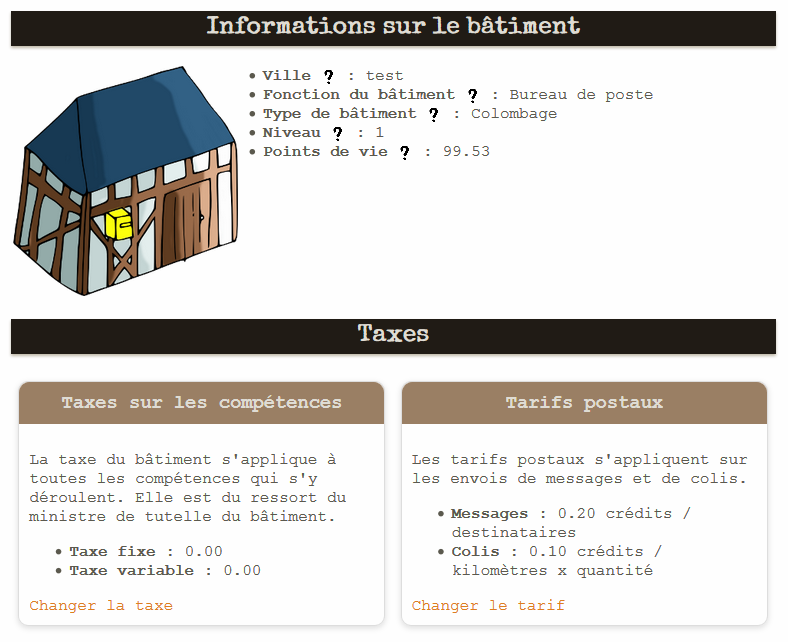 Informations sur le bâtiment
• Ville ? : test
• Fonction du bâtiment ? : Bureau de poste
• Type de bâtiment ? : Colombage
• Niveau ? : 1
• Points de vie ? : 99.53
Taxes
Taxes sur les compétences
La taxe du bâtiment s'applique à
toutes les compétences qui s'y
déroulent. Elle est du ressort du
ministre de tutelle du bâtiment.
• Taxe fixe : 0.00
• Taxe variable : 0.00
Changer la taxe
Tarifs postaux
Les tarifs postaux s'appliquent sur
les envois de messages et de colis.
• Messages : 0.20 crédits /
destinataires
• Colis : 0.10 crédits /
kilomètres x quantité
Changer le tarif